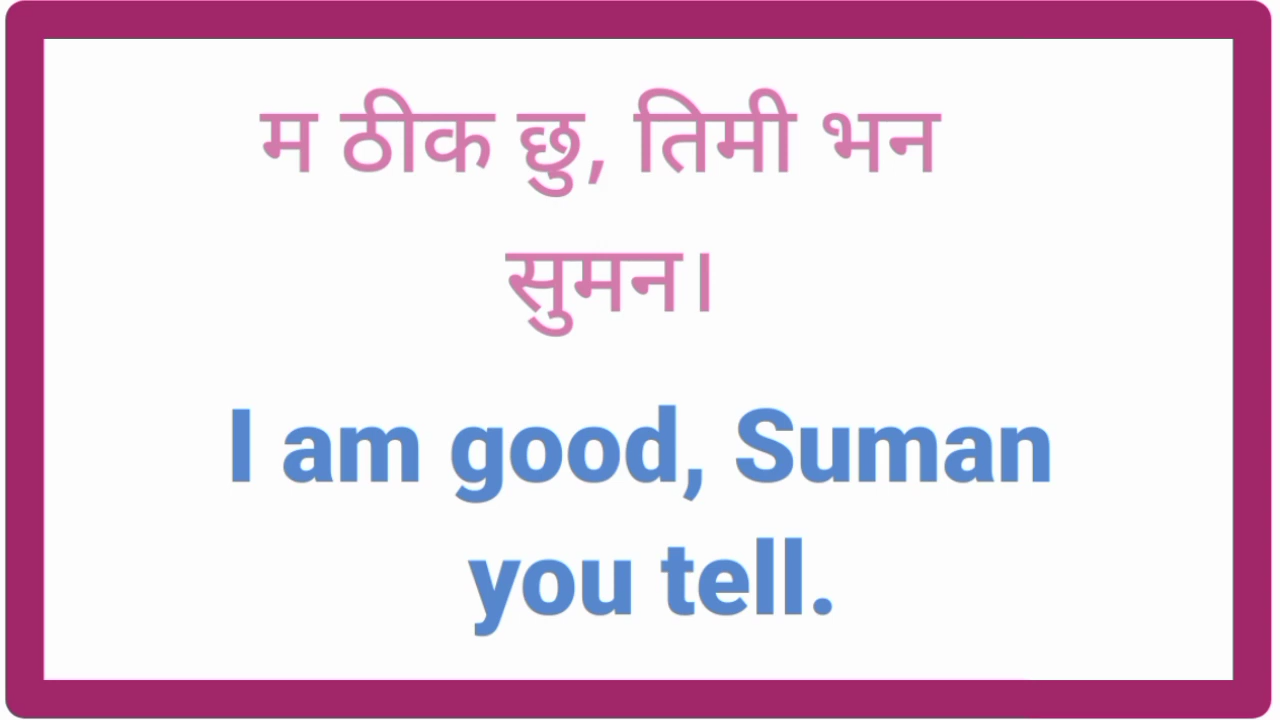 म ठीक छु, तिमी भन
सुमन।
I am good, Suman
you tell.